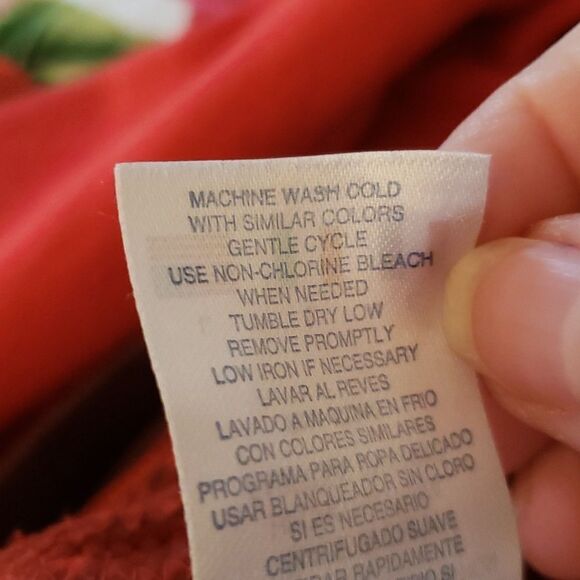 MACHINE WASH COLD
WITH SIMILAR COLORS
GENTLE CYCLE
USE NON-CHLORINE BLEACH
WHEN NEEDED
TUMBLE DRY LOW
REMOVE PROMPTLY
LOW IRON IF NECESSARY
LAVAR AL REVES
LAVADO A MAQUINA EN FRIO
CON COLORES SIMILARES
PROGRAMA PARA ROPA DELICADO
USAR BLANQUEADOR SIN CLORO
SI ES NECESARIO
CENTRIFUGADO SUAVE
RAPIDAMENTE